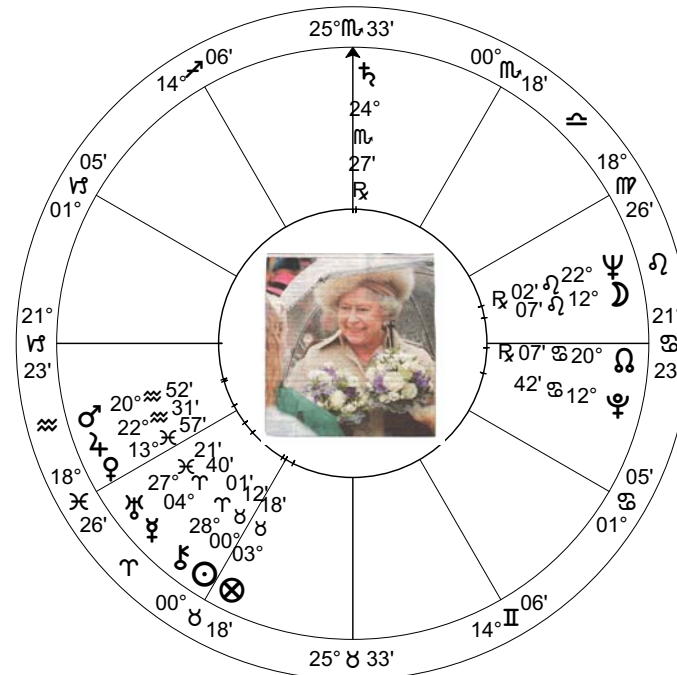 25° ♏ 33'
14° ♐ 06'
00° ♏ 18'
♎
♄
24°
♏
27'
℞
05'
♑
01°
18°
♍
26'
℞ 02' ♌ 22° ♆
♌
07' ♌ 12° ☽
21°
♑
23'
21°
♋
23'
℞ 07' ♋ 20° ☊
42' ♋ 12° ♇
♂ 20° ♒ 52'
♃ 22° ♒ 31'
♀ 13° ♓ 57'
♒
♅ 27° ♓ 21'
☿ 04° ♈ 40'
⚷ 28° ♈ 01'
☉ 00° ♉ 12'
⊗ 03° ♉ 18'
18°
♓
26'
05'
♋
01°
♈
00° ♉ 18'
14° ♊ 06'
25° ♉ 33'